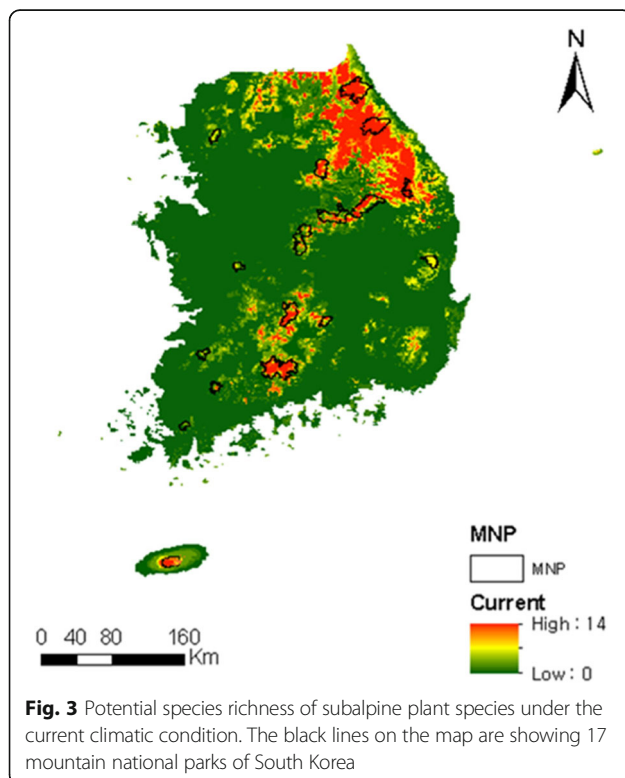 N
MNP
MNP
Current
High : 14
Low : 0
0 40 80 160
Km
Fig. 3 Potential species richness of subalpine plant species under the
current climatic condition. The black lines on the map are showing 17
mountain national parks of South Korea